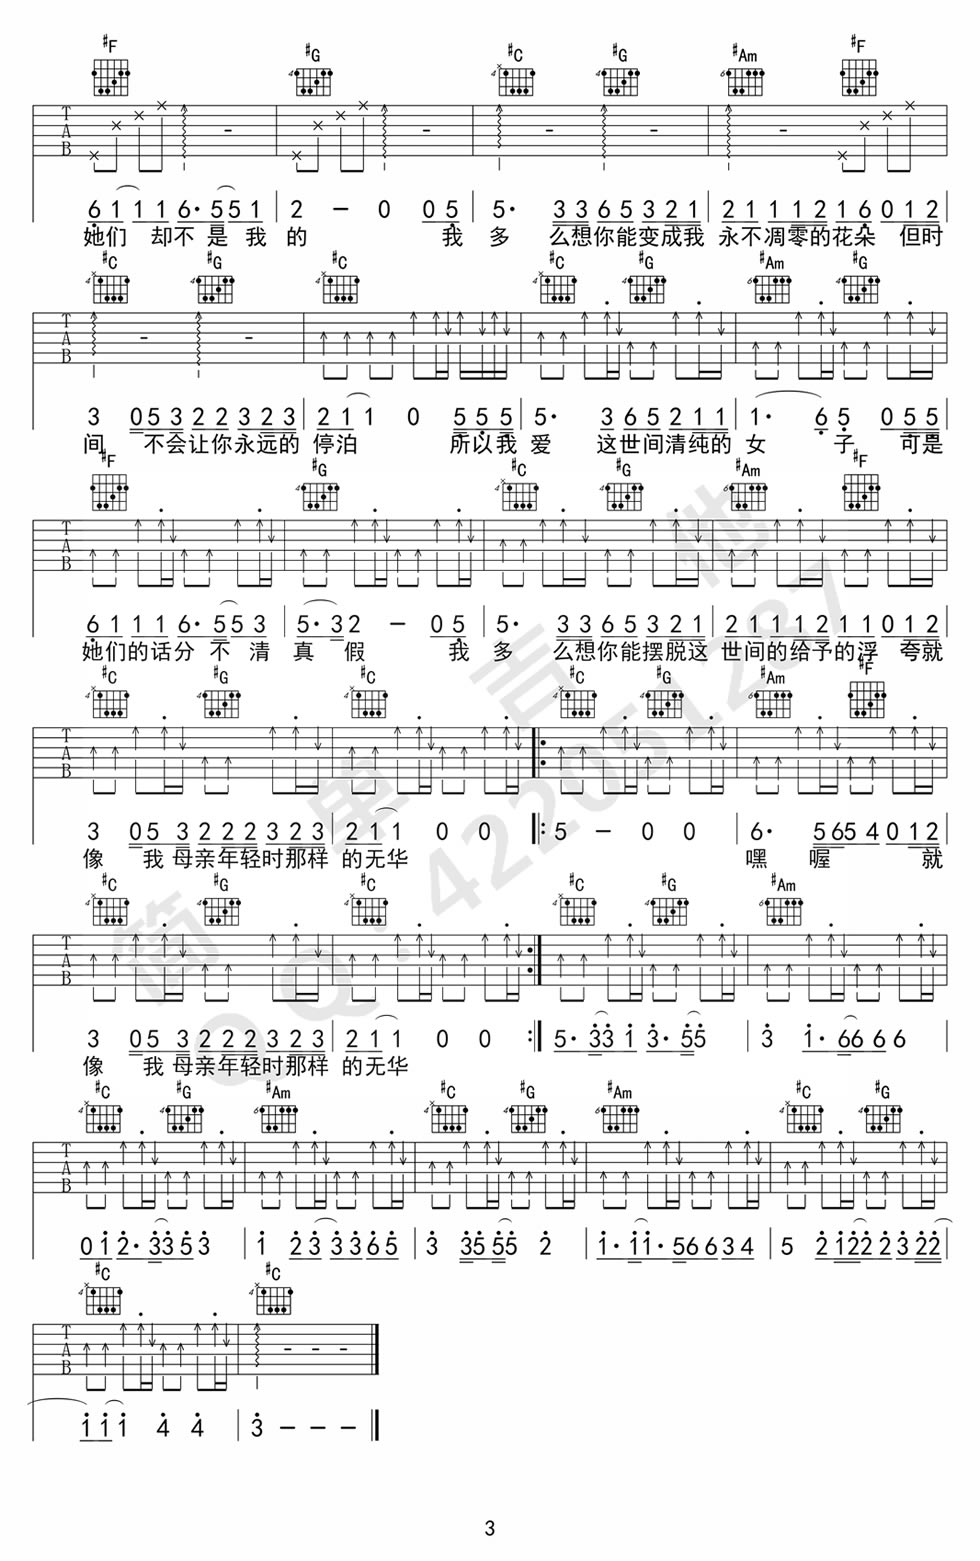 #F #G #C #G #Am #F
T A B
6 1 1 1 6· 5 5 1 | 2 – 0 0 5 | 5· 3 3 6 5 3 2 1 | 2 1 1 1 2 1 6 0 1 2
她们 却不是我的 我多 么想你能变成我 永不凋零的花朵 但时
#C #G #C #C #G #Am #G
T A B
3 0 5 3 2 2 3 2 3 | 2 1 1 0 5 5 5 | 5· 3 6 5 2 1 1 | 1· 6 5 0 5 5
间 不会让你永远的 停泊 所以我 爱 这世间清纯的 女 子 可是
#F #G #C #G #Am #F
T A B
6 1 1 1 6· 5 5 3 | 5· 3 2 – 0 5 | 5· 3 3 6 5 3 2 1 | 2 1 1 1 2 1 1 0 1 2
她们的话分 不 清 真 假 我 多 么想你能摆脱这 世间的给予的浮 夸就
#C #G #C #C #G #Am #F
T A B
3 0 5 3 2 2 2 3 2 3 | 2 1 1 0 0 |: 5 – 0 0 | 6· 5 6 5 4 0 1 2
像 我 母亲年轻时那样 的无华 嘿 喔 就
#C #G #C #C #G #Am
T A B
3 0 5 3 2 2 2 3 2 3 | 2 1 1 0 0 :| 5· 3 3 1 3· 5 5 | 3 1· 6 6 6 6
像 我 母亲年轻时那样 的无华
#C #G #Am #C #G #Am #C #G
T A B
0 1 2· 3 3 5 3 | 1 2 3 3 3 6 5 | 3 3 5 5 5 2 | 1· 1 1· 5 6 6 3 4 | 5 2 1 2 2 2 3 2 2
#C #C
T A B
1 1 1 4 4 | 3 – – –
简单吉他
QQ:422051287
3